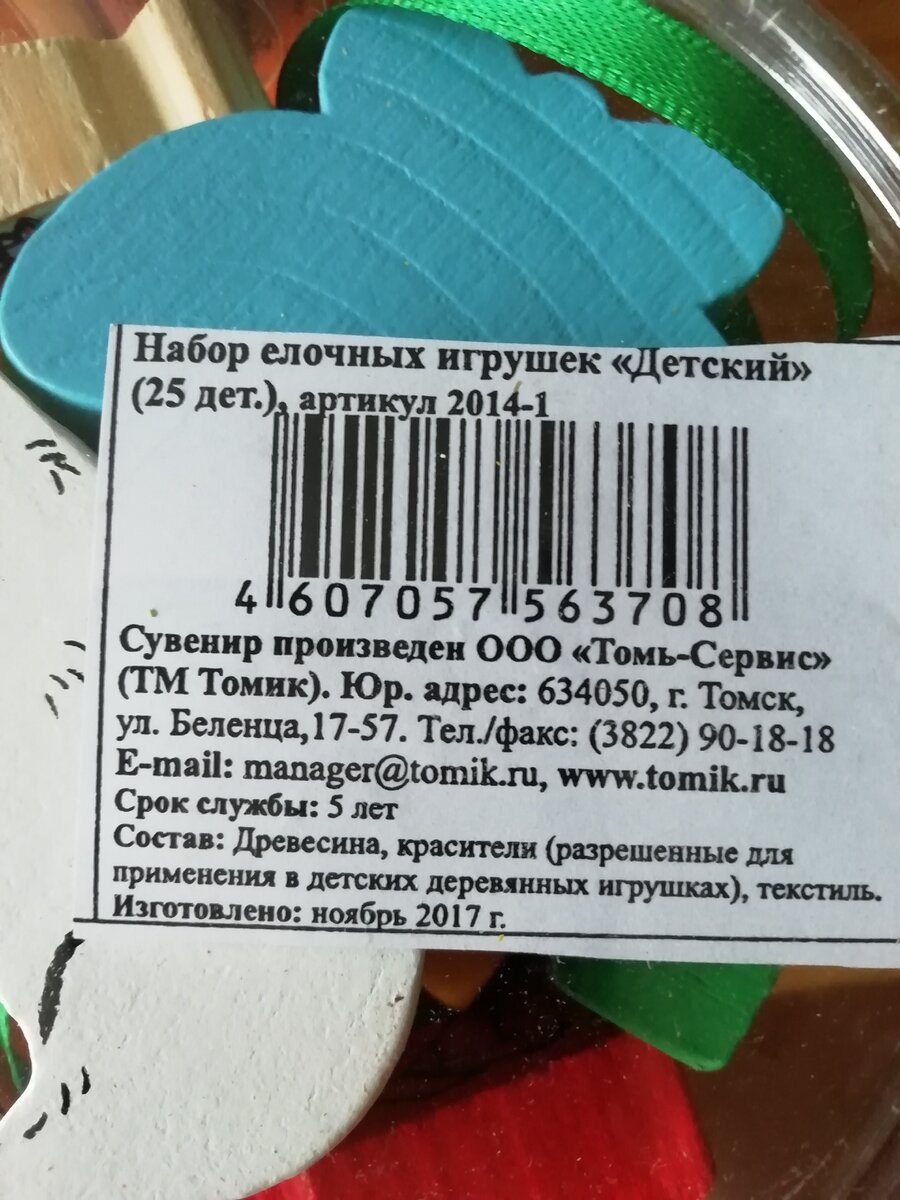 Набор елочных игрушек «Детский»
(25 дет.), артикул 2014-1
4 607057 563708
Сувенир произведен ООО «Томь-Сервис»
(ТМ Томик). Юр. адрес: 634050, г. Томск,
ул. Беленца,17-57. Тел./факс: (3822) 90-18-18
E-mail: manager@tomik.ru, www.tomik.ru
Срок службы: 5 лет
Состав: Древесина, красители (разрешенные для
применения в детских деревянных игрушках), текстиль.
Изготовлено: ноябрь 2017 г.